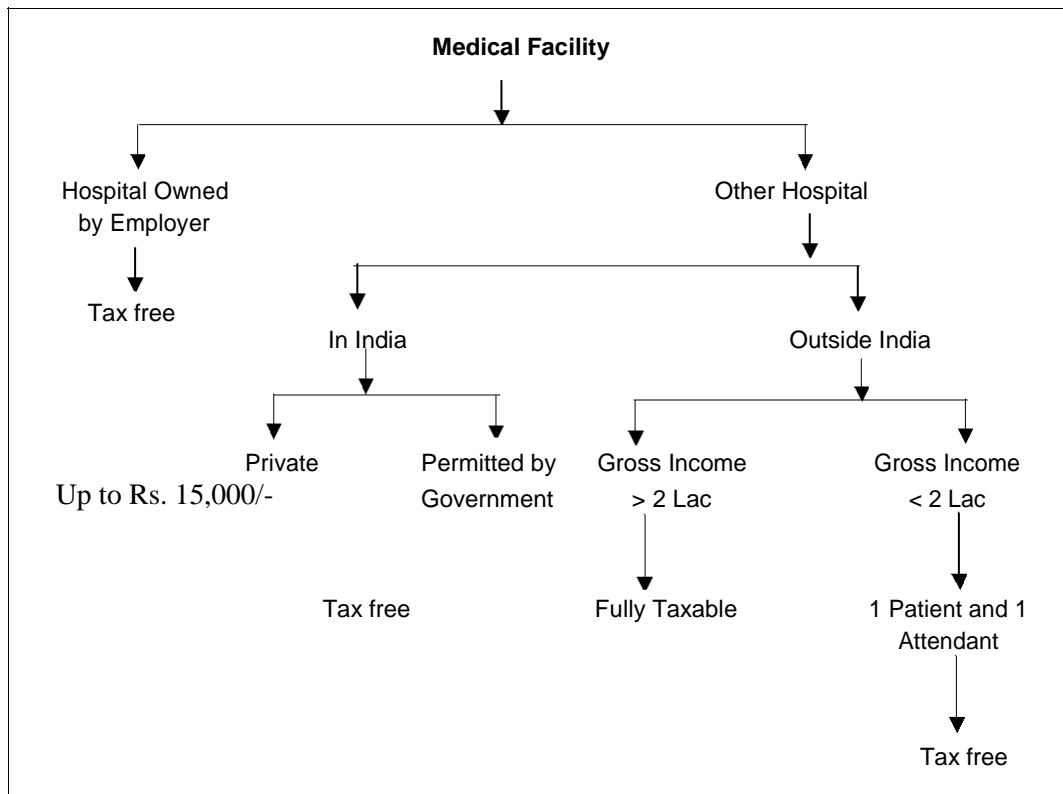 Medical Facility
Hospital Owned
by Employer
Other Hospital
Tax free
In India
Outside India
Private
Up to Rs. 15,000/-
Permitted by
Government
Gross Income
> 2 Lac
Gross Income
< 2 Lac
Tax free
Fully Taxable
1 Patient and 1
Attendant
Tax free